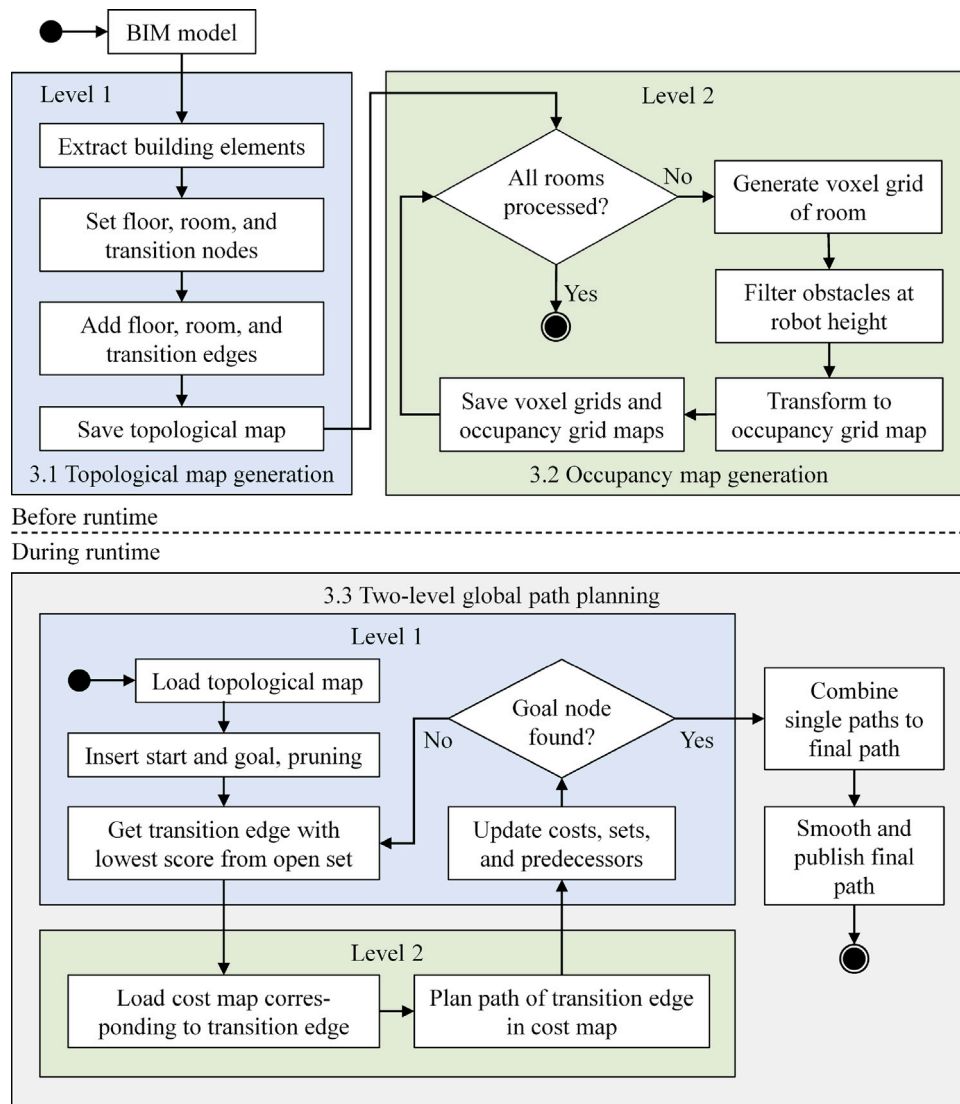 BIM model
Level 1
Extract building elements
Set floor, room, and
transition nodes
Add floor, room, and
transition edges
Save topological map
3.1 Topological map generation
Level 2
All rooms
processed?
No
Yes
Generate voxel grid
of room
Filter obstacles at
robot height
Transform to
occupancy grid map
Save voxel grids and
occupancy grid maps
3.2 Occupancy map generation
Before runtime
During runtime
3.3 Two-level global path planning
Level 1
Load topological map
Insert start and goal, pruning
Get transition edge with
lowest score from open set
Goal node
found?
No
Yes
Update costs, sets,
and predecessors
Combine
single paths to
final path
Smooth and
publish final
path
Level 2
Load cost map corres-
ponding to transition edge
Plan path of transition edge
in cost map